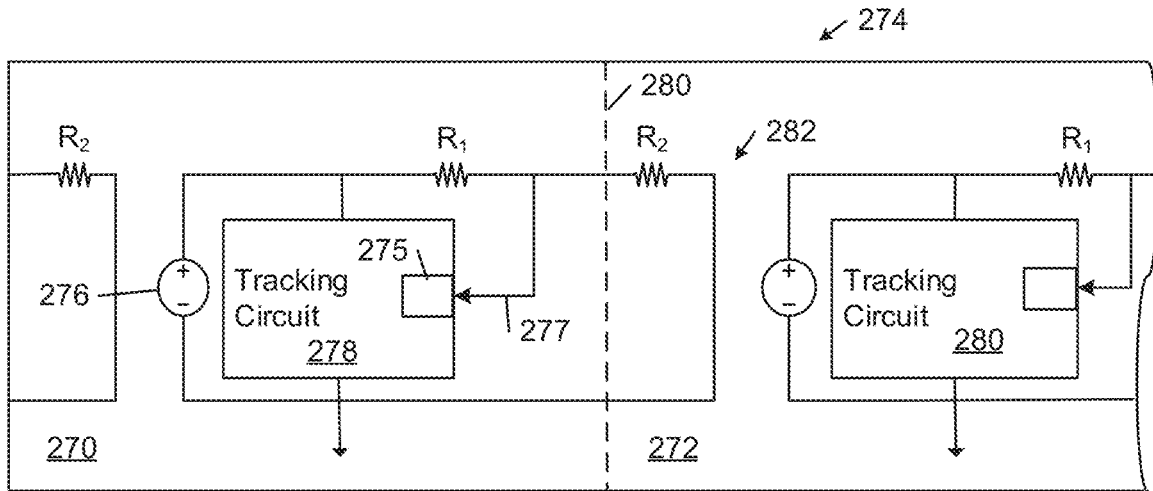 274
280
282
R₂
R₁
R₂
R₁
275
276
+
−
Tracking
Circuit
278
277
+
−
Tracking
Circuit
280
270
272